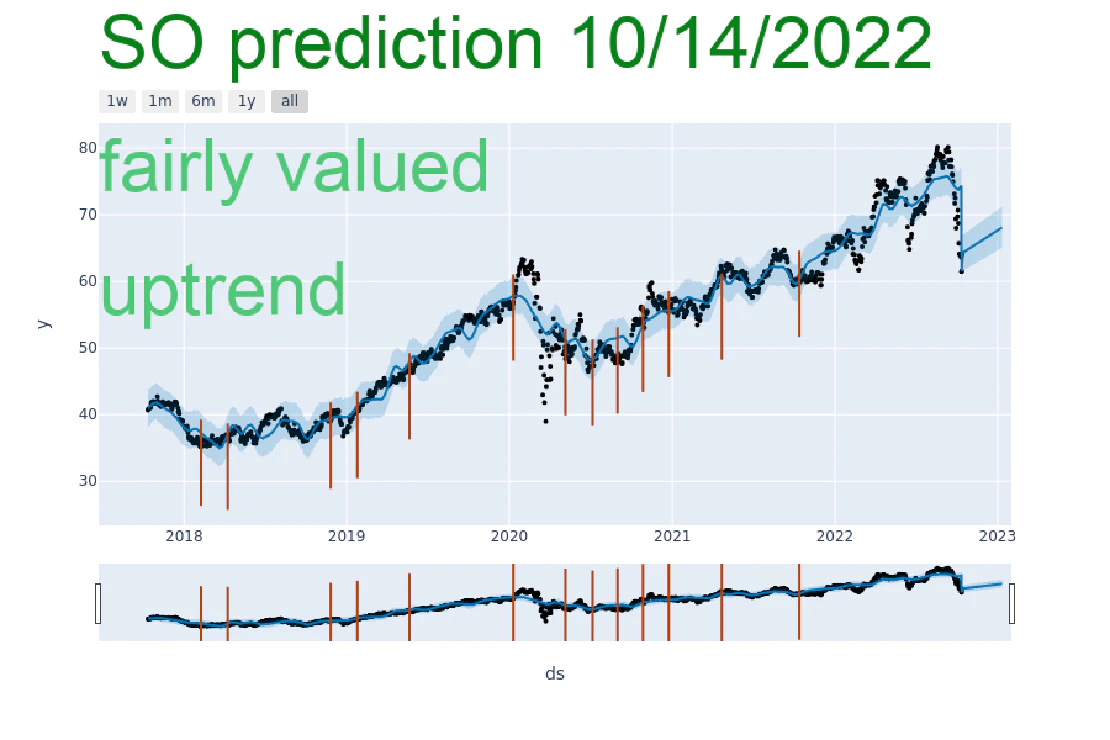 SO prediction 10/14/2022
1w 1m 6m 1y all
80
fairly valued
70
uptrend
60
y
50
40
30
2018 2019 2020 2021 2022 2023
ds